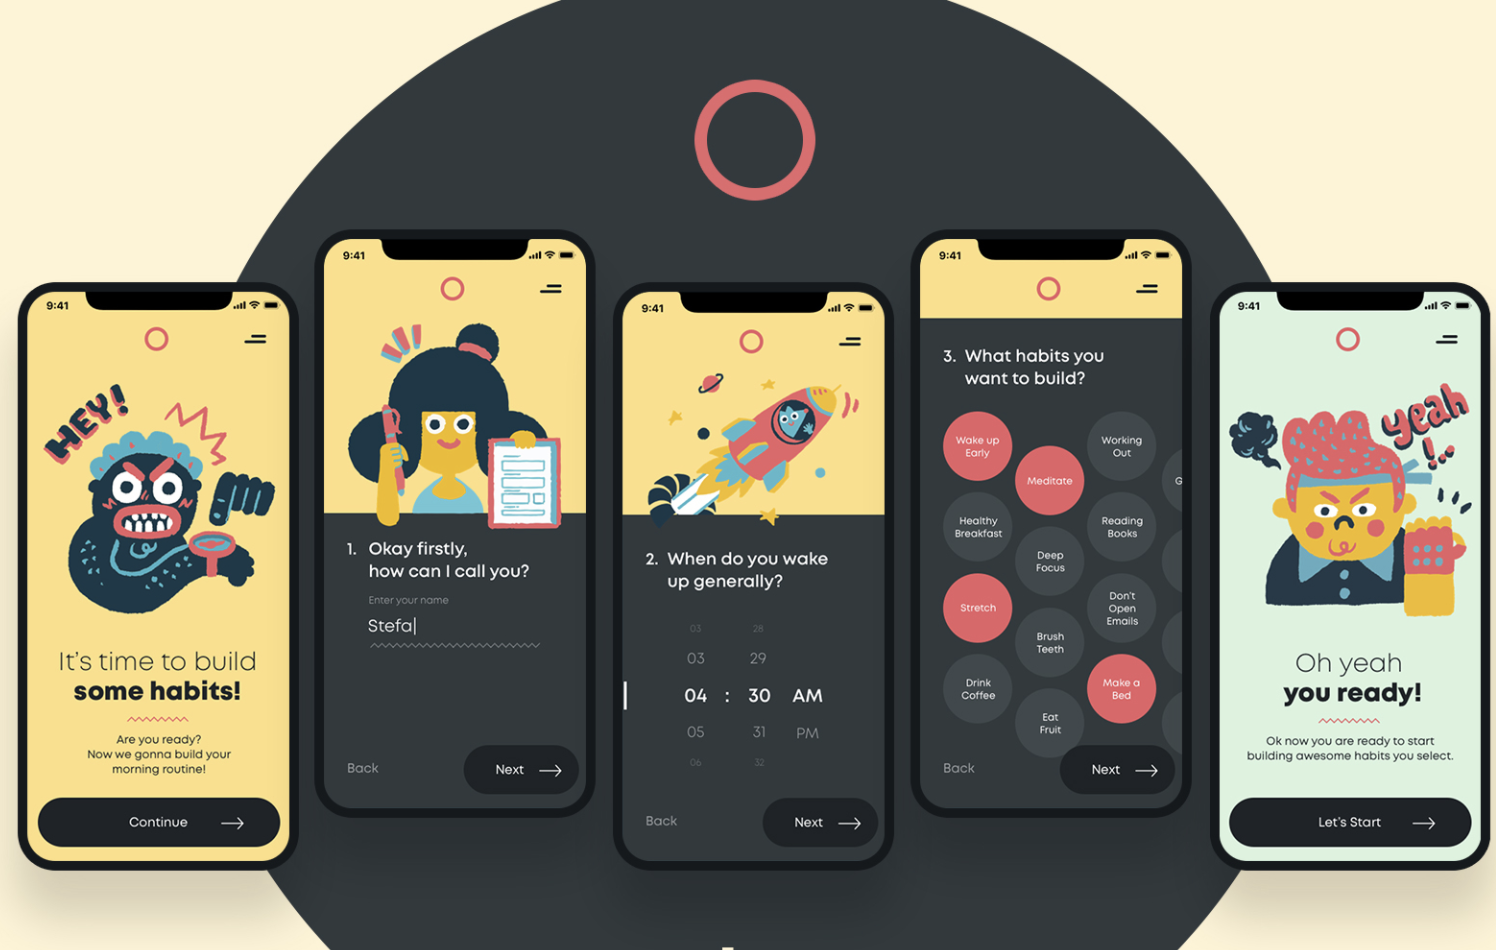 9:41
HEY!
It's time to build
some habits!
Are you ready?
Now we gonna build your
morning routine!
Continue
9:41
1. Okay firstly,
how can I call you?
Enter your name
Stefa
Back
Next
9:41
2. When do you wake
up generally?
03 28
03 29
04 : 30 AM
05 31 PM
06 32
Back
Next
9:41
3. What habits you
want to build?
Wake up
Early
Meditate
Working
Out
G
Healthy
Breakfast
Deep
Focus
Reading
Books
Stretch
Brush
Teeth
Don't
Open
Emails
Drink
Coffee
Eat
Fruit
Make a
Bed
Back
Next
9:41
yeah
!..
Oh yeah
you ready!
Ok now you are ready to start
building awesome habits you select.
Let's Start